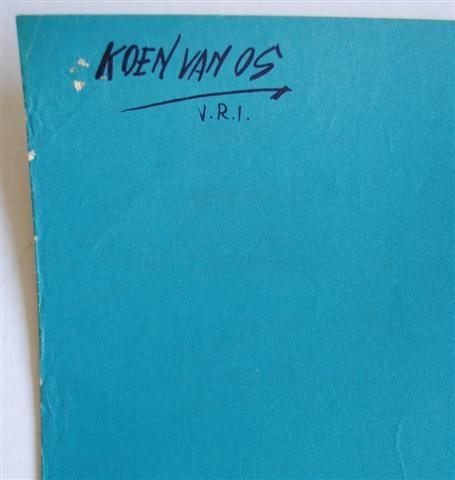 KOEN VAN OS
V.R.I.